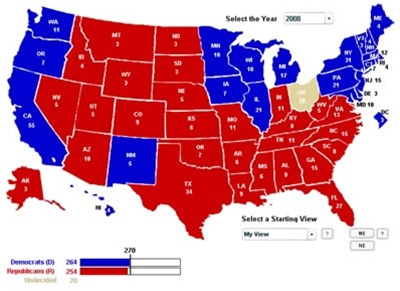 Select the Year
2008
WA
11
OR
7
CA
55
NV
5
ID
4
MT
3
WY
3
UT
5
AZ
10
CO
9
NM
5
ND
3
SD
3
NE
5
KS
6
OK
7
TX
34
MN
10
IA
7
MO
11
AR
6
LA
9
WI
10
IL
21
MI
17
IN
11
OH
20
KY
8
TN 11
MS
6
AL
9
GA
15
FL
27
SC
8
NC 15
VA
13
WV
5
PA
21
NY
31
VT
3
NH
4
ME
4
12
RI
4
7
NJ 15
DE 3
MD 10
DC
3
AK
3
HI
4
Select a Starting View
My View
?
ME
?
NE
270
Democrats (D) 264
Republicans (R) 254
Undecided 20